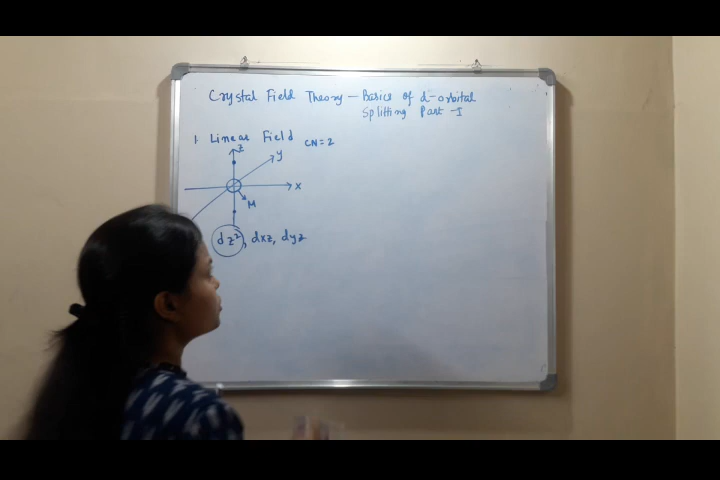 Crystal Field Theory - Basics of d-orbital
Splitting Part - I
1. Linear Field CN=2
z
y
x
M
dz², dxz, dyz